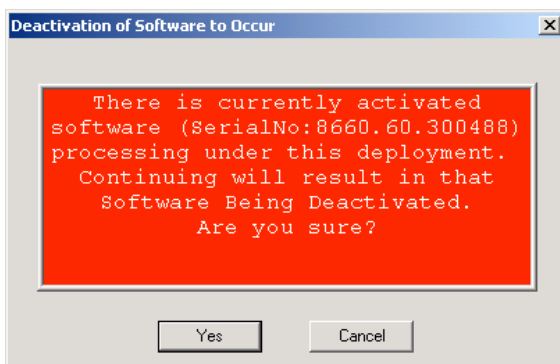 Deactivation of Software to Occur
There is currently activated
software (SerialNo:8660.60.300488)
processing under this deployment.
Continuing will result in that
Software Being Deactivated.
Are you sure?
Yes
Cancel